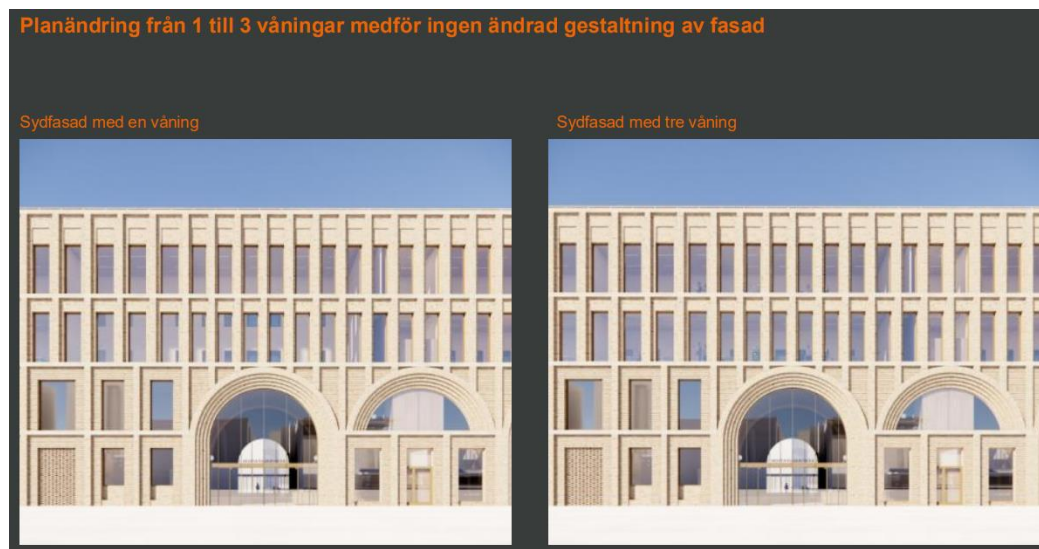 Planändring från 1 till 3 våningar medför ingen ändrad gestaltning av fasad
Sydfasad med en våning
Sydfasad med tre våning